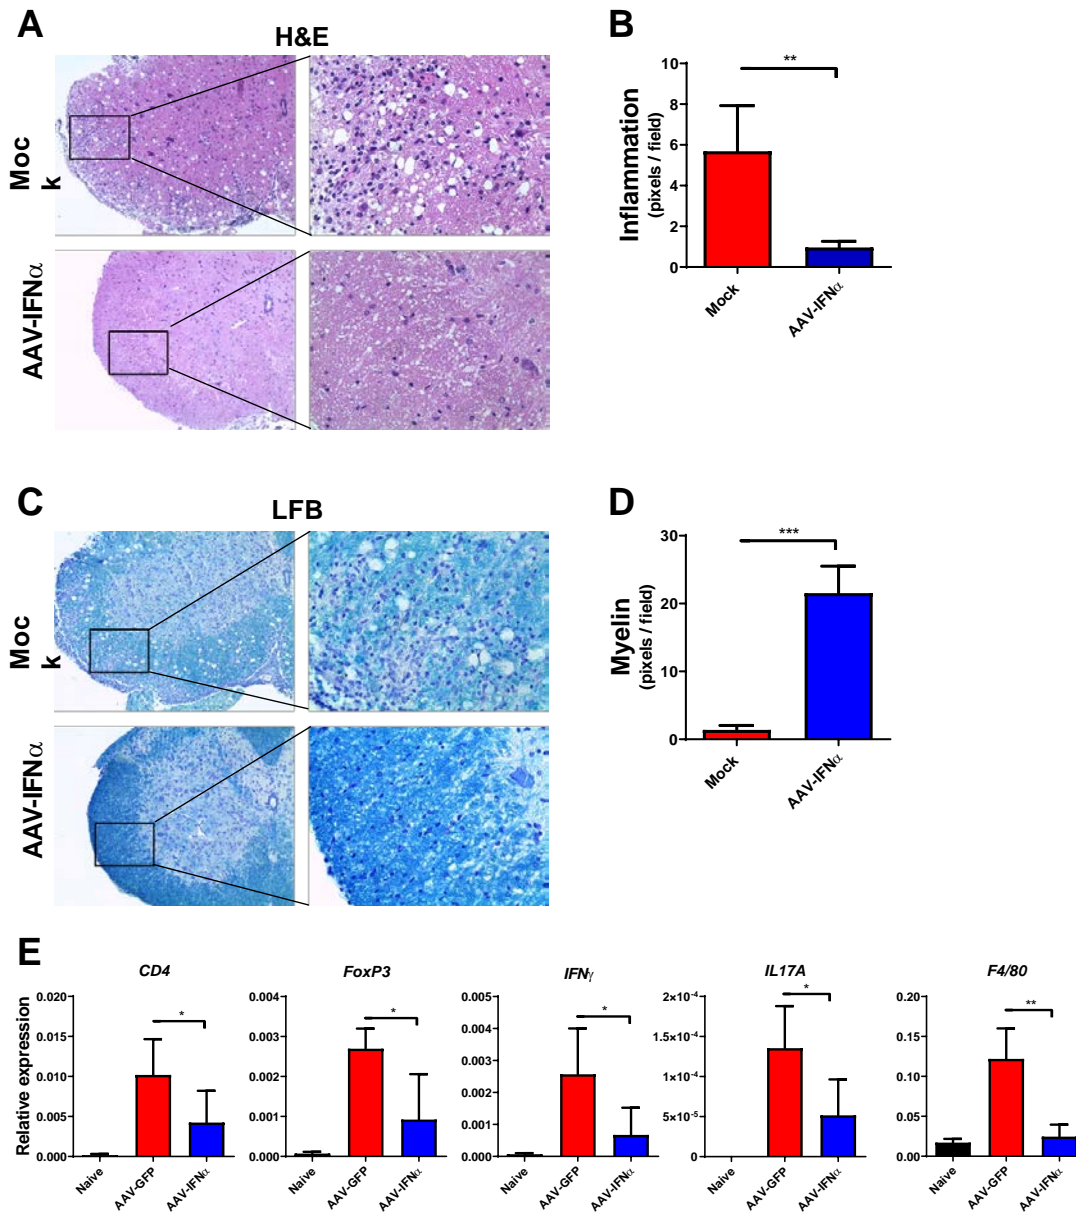 A
H&E
Moc
k
AAV-IFNα
B
Inflammation
(pixels / field)
10
8
6
4
2
0
**
Mock
AAV-IFNα
C
LFB
Moc
k
AAV-IFNα
D
Myelin
(pixels / field)
30
20
10
0
***
Mock
AAV-IFNα
E
Relative expression
CD4
0.020
0.015
0.010
0.005
0.000
*
Naive
AAV-GFP
AAV-IFNα
FoxP3
0.004
0.003
0.002
0.001
0.000
*
Naive
AAV-GFP
AAV-IFNα
IFNγ
0.005
0.004
0.003
0.002
0.001
0.000
*
Naive
AAV-GFP
AAV-IFNα
IL17A
2×10-4
1×10-4
1×10-4
5×10-5
0
*
Naive
AAV-GFP
AAV-IFNα
F4/80
0.20
0.15
0.10
0.05
0.00
**
Naive
AAV-GFP
AAV-IFNα